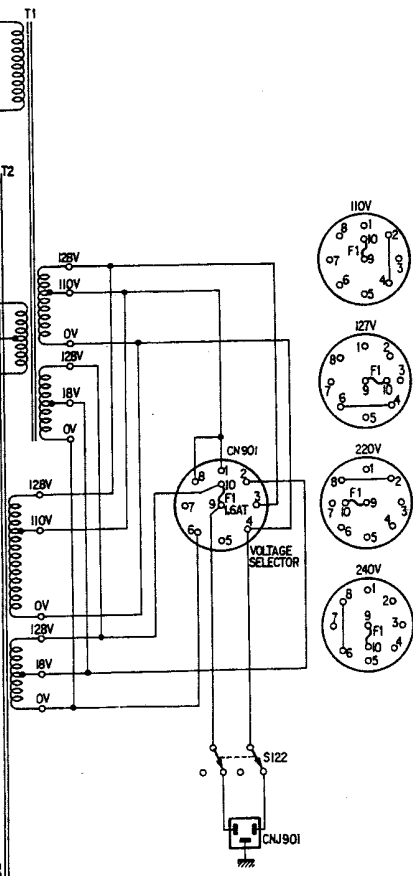 T1
T2
128V
110V
0V
128V
18V
0V
128V
110V
0V
128V
18V
0V
CN901
8 1 2
10
7 9 F1 3
1.6AT
6 5 4
VOLTAGE
SELECTOR
S122
CNJ901
110V
8 1 2
10
7 F1 9 3
6 5 4
127V
8 1 2
F1
7 9 10 3
6 5 4
220V
8 1 2
F1
7 10 9 3
6 5 4
240V
8 1 2
7 9 3
F1
6 10 4
5